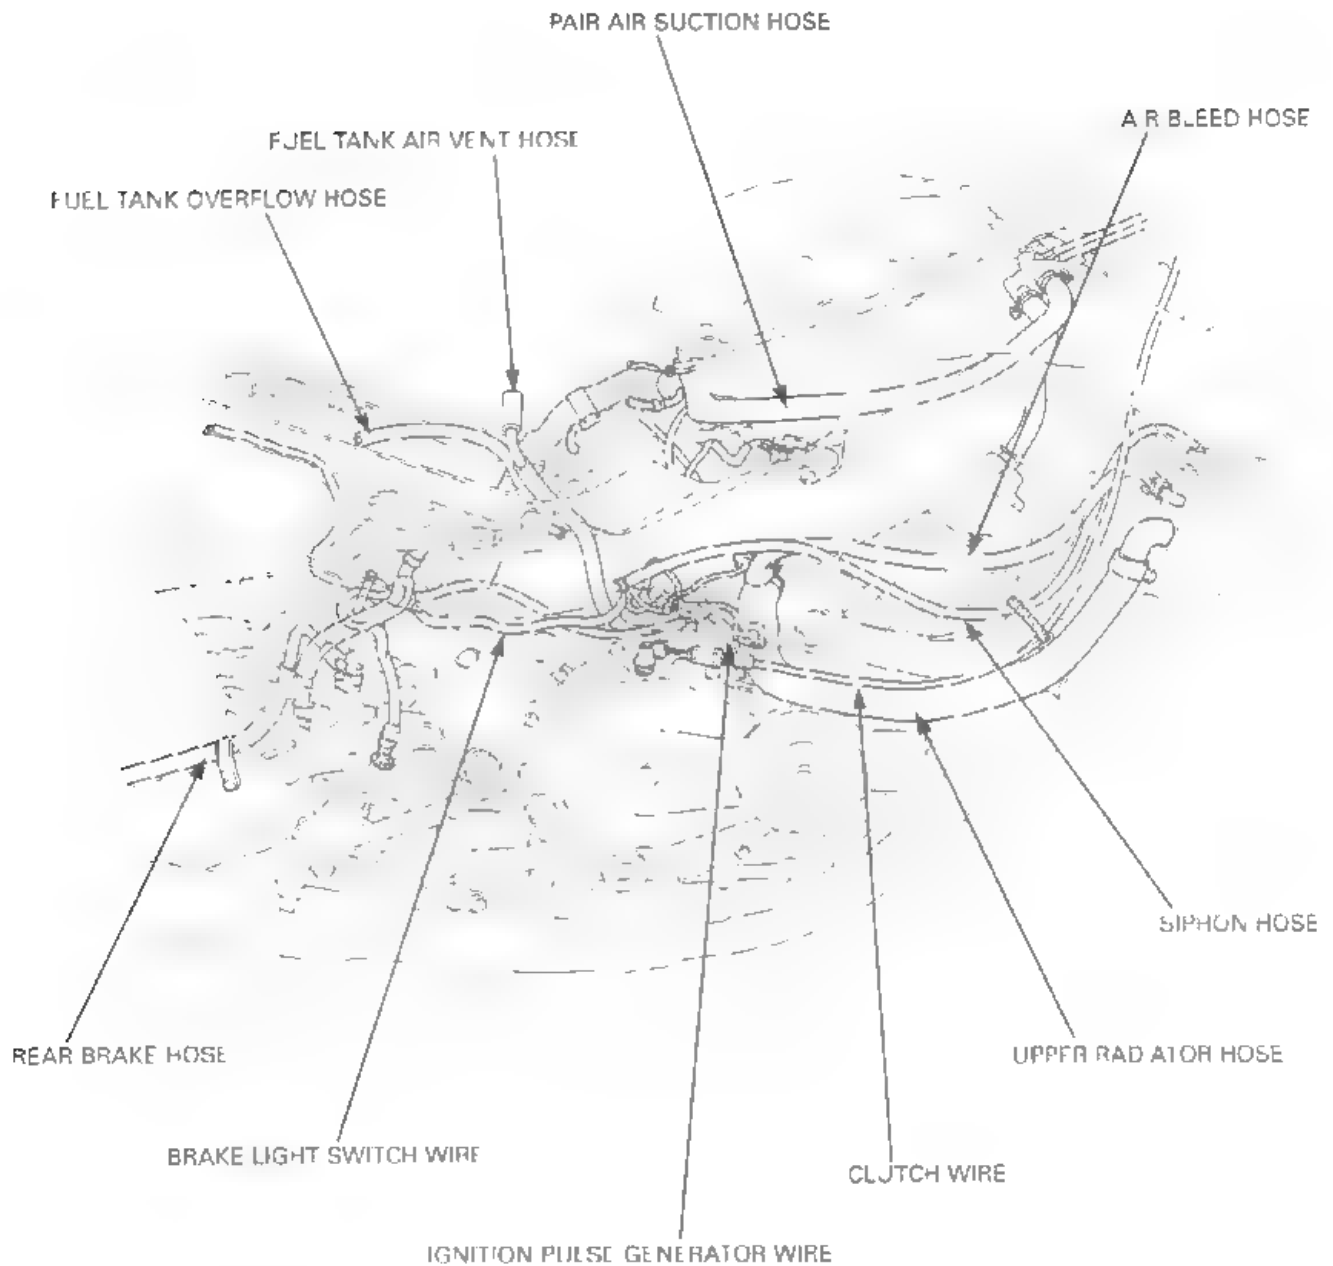 PAIR AIR SUCTION HOSE
AIR BLEED HOSE
FUEL TANK AIR VENT HOSE
FUEL TANK OVERFLOW HOSE
SIPHON HOSE
REAR BRAKE HOSE
UPPER RADIATOR HOSE
BRAKE LIGHT SWITCH WIRE
CLUTCH WIRE
IGNITION PULSE GENERATOR WIRE